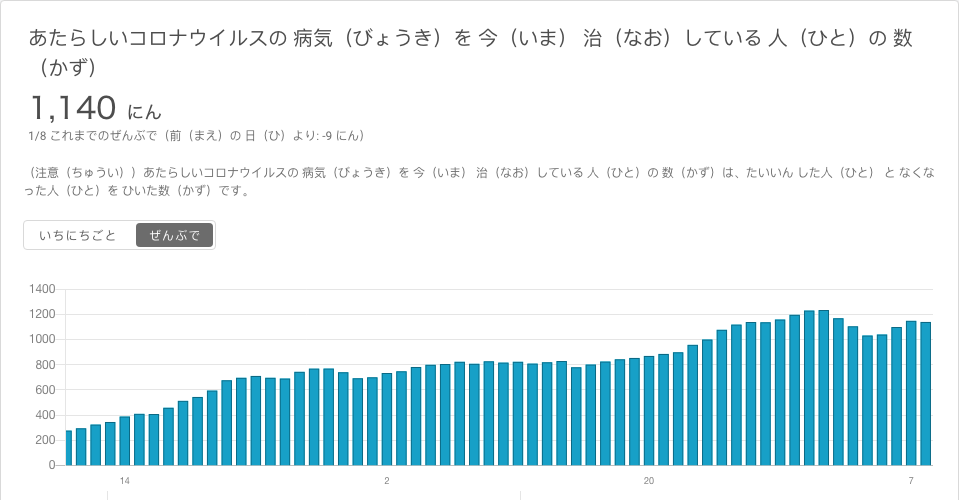 あたらしいコロナウイルスの 病気（びょうき）を 今（いま） 治（なお）している 人（ひと）の 数
（かず）
1,140 にん
1/8 これまでのぜんぶで（前（まえ）の 日（ひ）より: -9 にん）
（注意（ちゅうい））あたらしいコロナウイルスの 病気（びょうき）を 今（いま） 治（なお）している 人（ひと）の 数（かず）は、たいいん した人（ひと） と なくな
った人（ひと）を ひいた数（かず）です。
いちにちごと ぜんぶで
1400
1200
1000
800
600
400
200
0
14 2 20 7